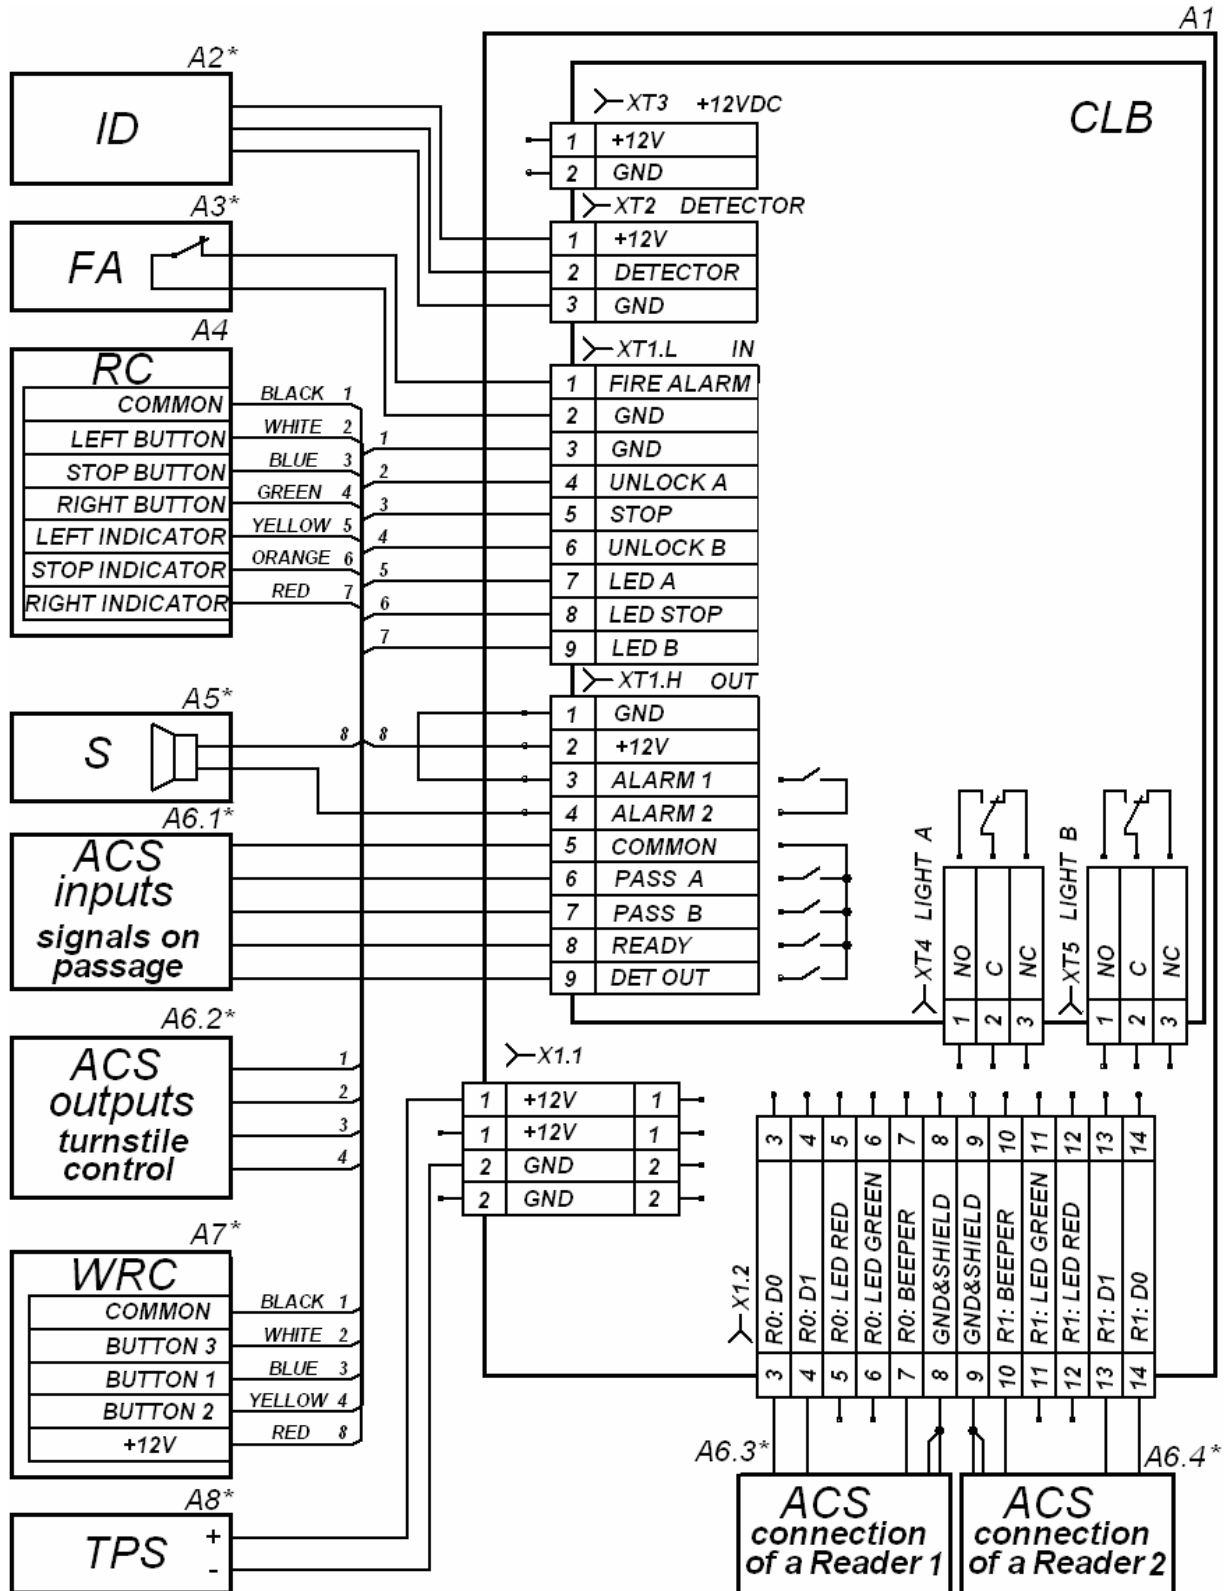 A1
A2*
ID
A3*
FA
A4
RC
COMMON BLACK 1
LEFT BUTTON WHITE 2
STOP BUTTON BLUE 3
RIGHT BUTTON GREEN 4
LEFT INDICATOR YELLOW 5
STOP INDICATOR ORANGE 6
RIGHT INDICATOR RED 7
1
2
3
4
5
6
7
A5*
S
8 8
A6.1*
ACS
inputs
signals on
passage
A6.2*
ACS
outputs
turnstile
control
1
2
3
4
A7*
WRC
COMMON BLACK 1
BUTTON 3 WHITE 2
BUTTON 1 BLUE 3
BUTTON 2 YELLOW 4
+12V RED 8
A8*
TPS + -
CLB
XT3 +12VDC
1 +12V
2 GND
XT2 DETECTOR
1 +12V
2 DETECTOR
3 GND
XT1.L IN
1 FIRE ALARM
2 GND
3 GND
4 UNLOCK A
5 STOP
6 UNLOCK B
7 LED A
8 LED STOP
9 LED B
XT1.H OUT
1 GND
2 +12V
3 ALARM 1
4 ALARM 2
5 COMMON
6 PASS A
7 PASS B
8 READY
9 DET OUT
XT4 LIGHT A
1 NO
2 C
3 NC
XT5 LIGHT B
1 NO
2 C
3 NC
X1.1
1 +12V 1
1 +12V 1
2 GND 2
2 GND 2
X1.2
3 R0: D0 3
4 R0: D1 4
5 R0: LED RED 5
6 R0: LED GREEN 6
7 R0: BEEPER 7
8 GND&SHIELD 8
9 GND&SHIELD 9
10 R1: BEEPER 10
11 R1: LED GREEN 11
12 R1: LED RED 12
13 R1: D1 13
14 R1: D0 14
A6.3*
ACS
connection
of a Reader 1
A6.4*
ACS
connection
of a Reader 2